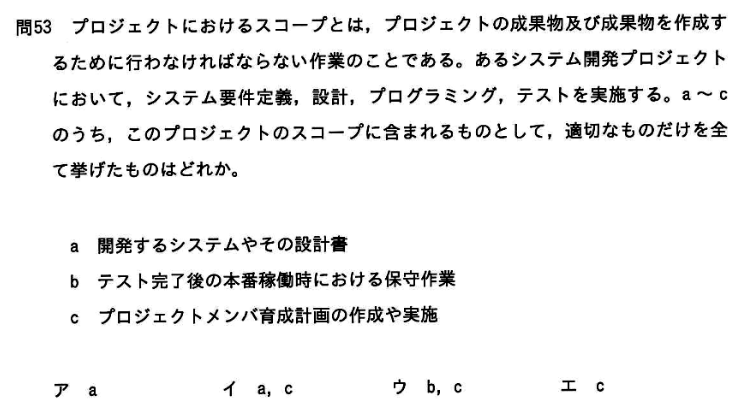 問53 プロジェクトにおけるスコープとは，プロジェクトの成果物及び成果物を作成す
るために行わなければならない作業のことである。あるシステム開発プロジェクト
において，システム要件定義，設計，プログラミング，テストを実施する。a～c
のうち，このプロジェクトのスコープに含まれるものとして，適切なものだけを全
て挙げたものはどれか。
a 開発するシステムやその設計書
b テスト完了後の本番稼働時における保守作業
c プロジェクトメンバ育成計画の作成や実施
ア a イ a, c ウ b, c エ c